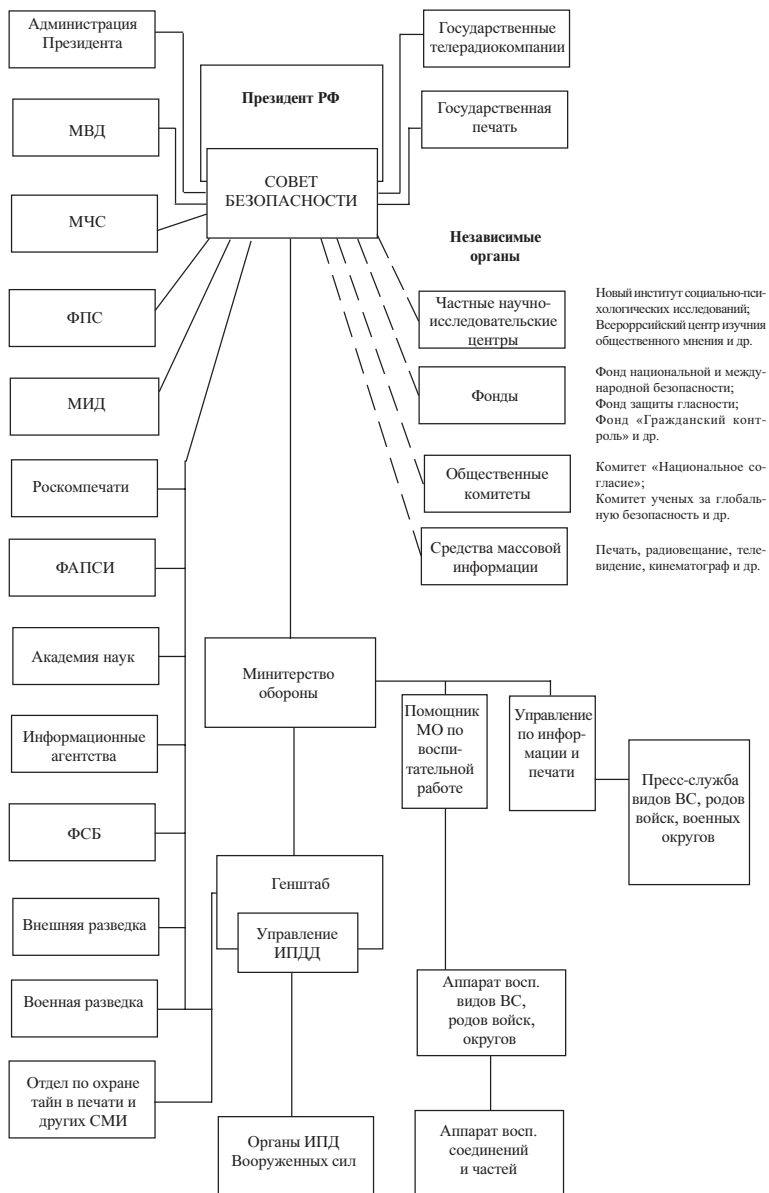 Администрация
Президента
МВД
МЧС
ФПС
МИД
Роскомпечати
ФАПСИ
Академия наук
Информационные
агентства
ФСБ
Внешняя разведка
Военная разведка
Отдел по охране
тайн в печати и
других СМИ
Президент РФ
СОВЕТ
БЕЗОПАСНОСТИ
Государственные
телерадиокомпании
Государственная
печать
Независимые
органы
Частные научно-
исследовательские
центры
Новый институт социально-пси-
хологических исследований;
Всерорсийский центр изучния
общественного мнения и др.
Фонды
Фонд национальной и между-
народной безопасности;
Фонд защиты гласности;
Фонд «Гражданский конт-
роль» и др.
Общественные
комитеты
Комитет «Национальное со-
гласие»;
Комитет ученых за глобаль-
ную безопасность и др.
Средства массовой
информации
Печать, радиовещание, теле-
видение, кинематограф и др.
Минитерство
обороны
Помощник
МО по
воспи-
тательной
работе
Управление
по инфор-
мации и
печати
Пресс-служба
видов ВС, родов
войск, военных
округов
Генштаб
Управление
ИПДД
Аппарат восп.
видов ВС,
родов войск,
округов
Органы ИПД
Вооруженных сил
Аппарат восп.
соединений
и частей